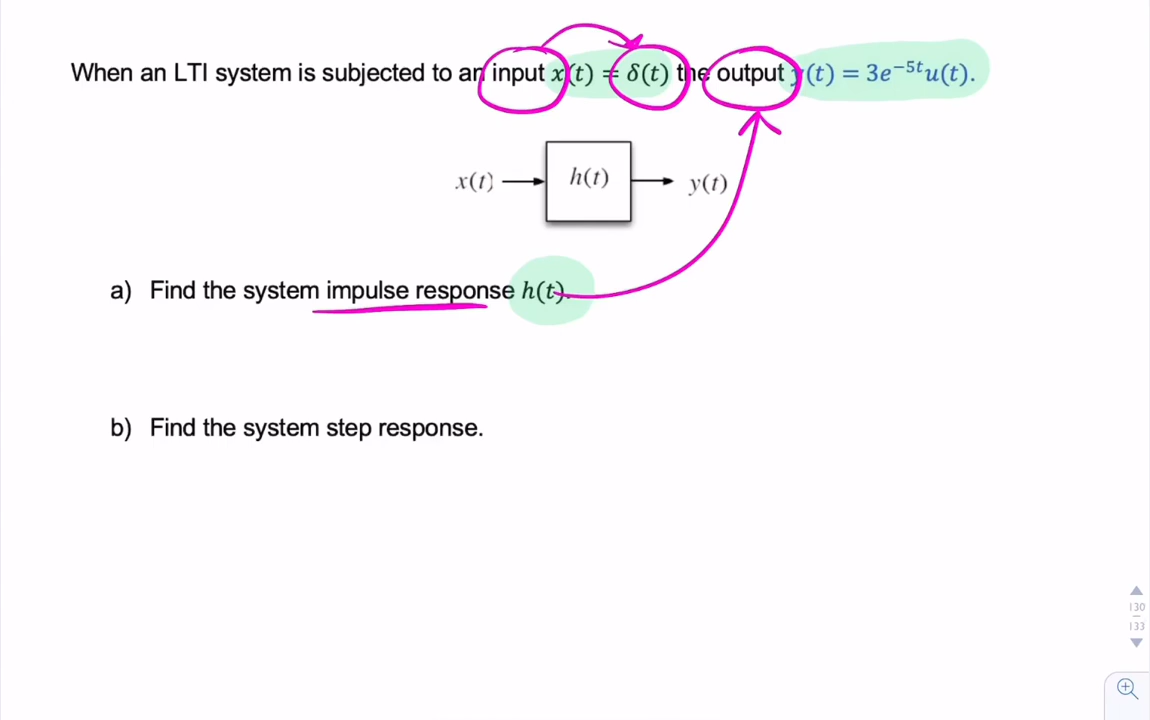 When an LTI system is subjected to an input x(t) = δ(t) the output y(t) = 3e⁻⁵ᵗu(t).
x(t) h(t) y(t)
a) Find the system impulse response h(t).
b) Find the system step response.
130
133